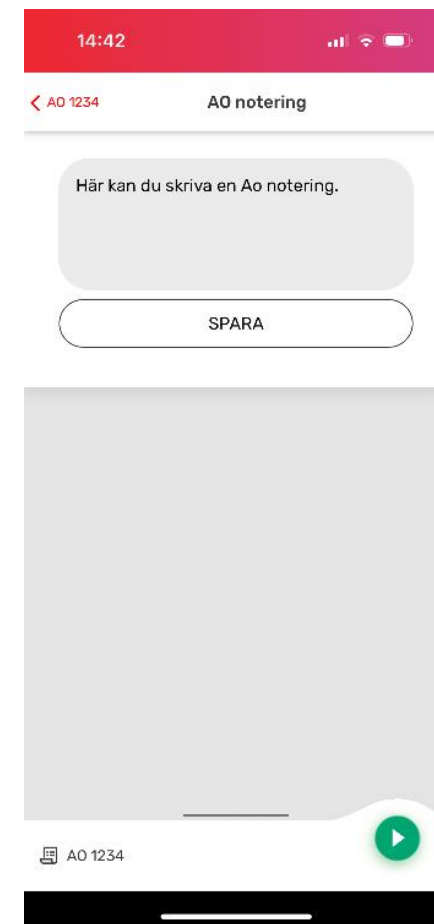 14:42
AO 1234
AO notering
Här kan du skriva en Ao notering.
SPARA
AO 1234